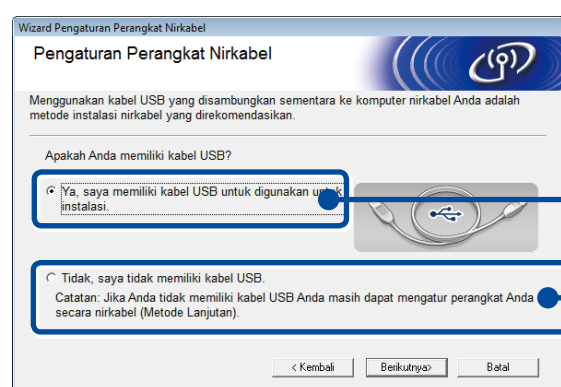 Wizard Pengaturan Perangkat Nirkabel
Pengaturan Perangkat Nirkabel
Menggunakan kabel USB yang disambungkan sementara ke komputer nirkabel Anda adalah
metode instalasi nirkabel yang direkomendasikan.
Apakah Anda memiliki kabel USB?
Ya, saya memiliki kabel USB untuk digunakan untuk
instalasi.
Tidak, saya tidak memiliki kabel USB.
Catatan: Jika Anda tidak memiliki kabel USB Anda masih dapat mengatur perangkat Anda
secara nirkabel (Metode Lanjutan).
< Kembali Berikutnya> Batal